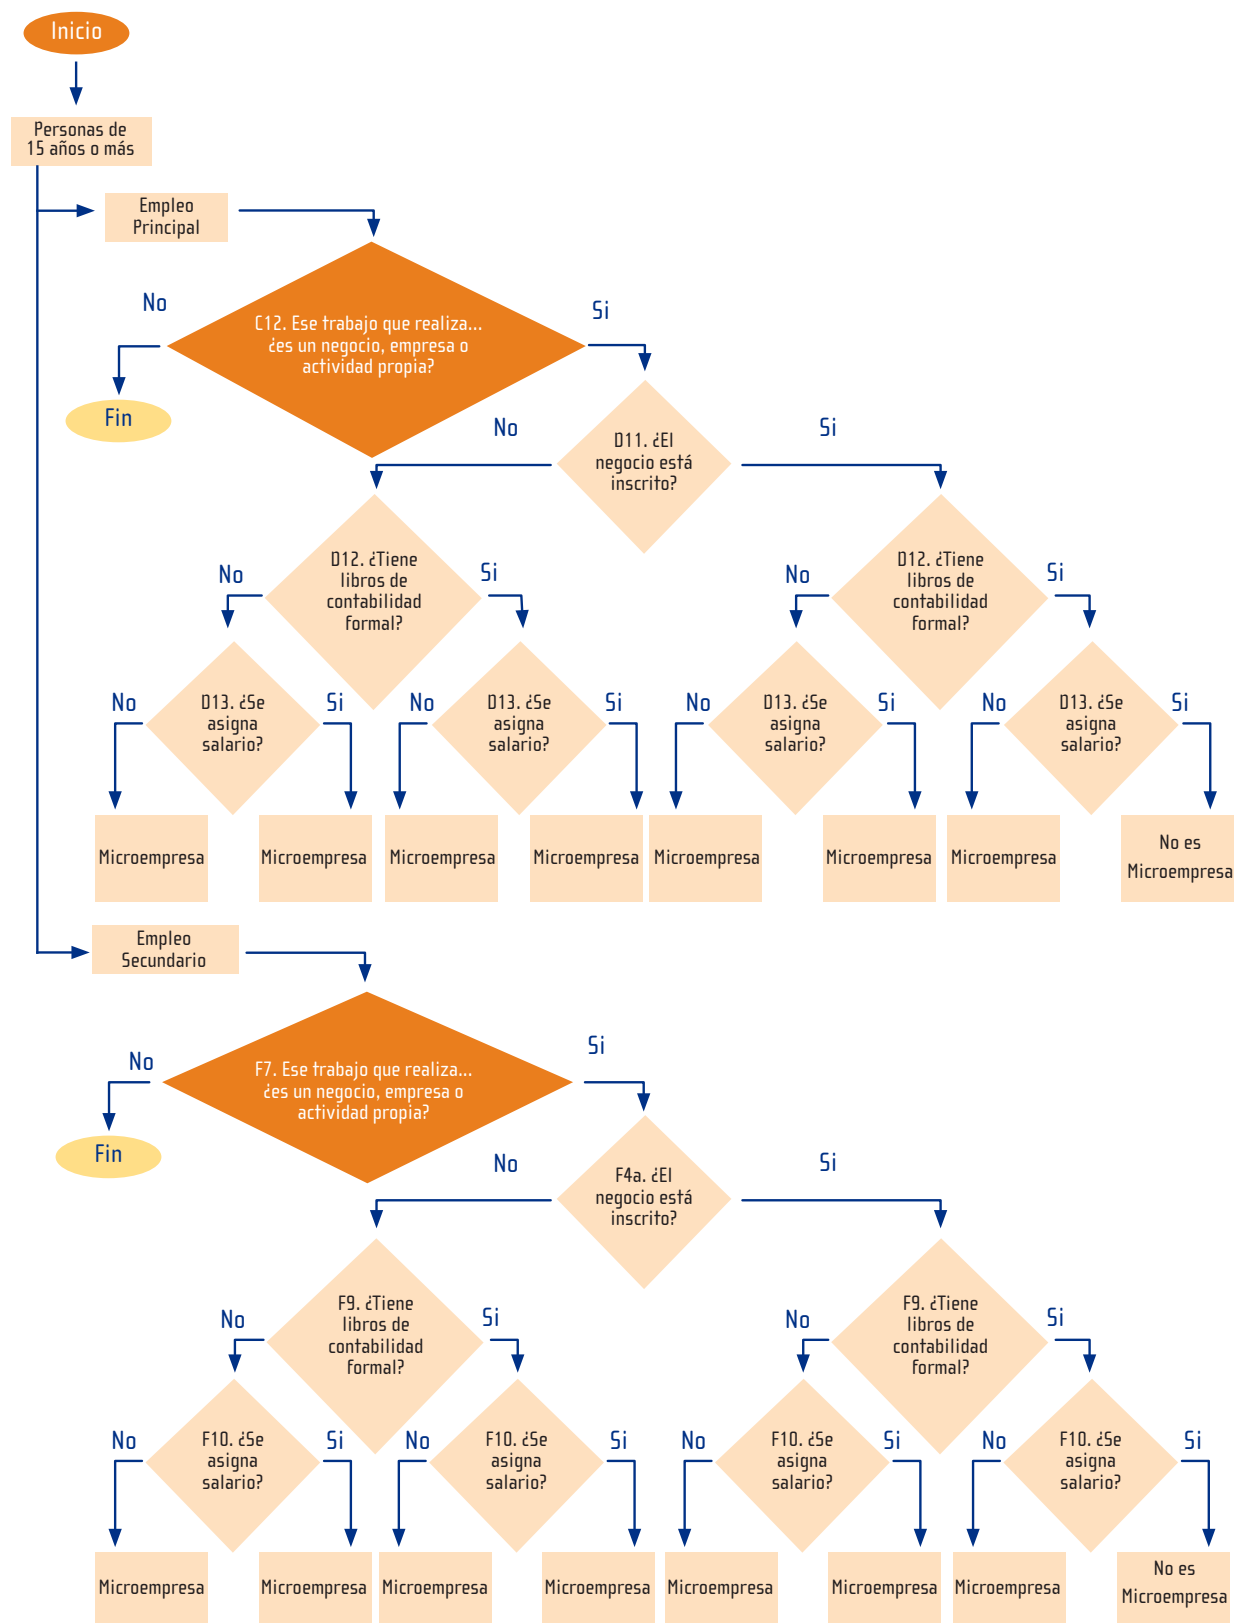 Inicio
Personas de
15 años o más
Empleo
Principal
No
Si
C12. Ese trabajo que realiza...
¿es un negocio, empresa o
actividad propia?
Fin
No
Si
D11. ¿El
negocio está
inscrito?
No
Si
D12. ¿Tiene
libros de
contabilidad
formal?
No
Si
D12. ¿Tiene
libros de
contabilidad
formal?
No
Si
D13. ¿Se
asigna
salario?
No
Si
D13. ¿Se
asigna
salario?
No
Si
D13. ¿Se
asigna
salario?
No
Si
D13. ¿Se
asigna
salario?
Microempresa
Microempresa
Microempresa
Microempresa
Microempresa
Microempresa
Microempresa
No es
Microempresa
Empleo
Secundario
No
Si
F7. Ese trabajo que realiza...
¿es un negocio, empresa o
actividad propia?
Fin
No
Si
F4a. ¿El
negocio está
inscrito?
No
Si
F9. ¿Tiene
libros de
contabilidad
formal?
No
Si
F9. ¿Tiene
libros de
contabilidad
formal?
No
Si
F10. ¿Se
asigna
salario?
No
Si
F10. ¿Se
asigna
salario?
No
Si
F10. ¿Se
asigna
salario?
No
Si
F10. ¿Se
asigna
salario?
Microempresa
Microempresa
Microempresa
Microempresa
Microempresa
Microempresa
Microempresa
No es
Microempresa